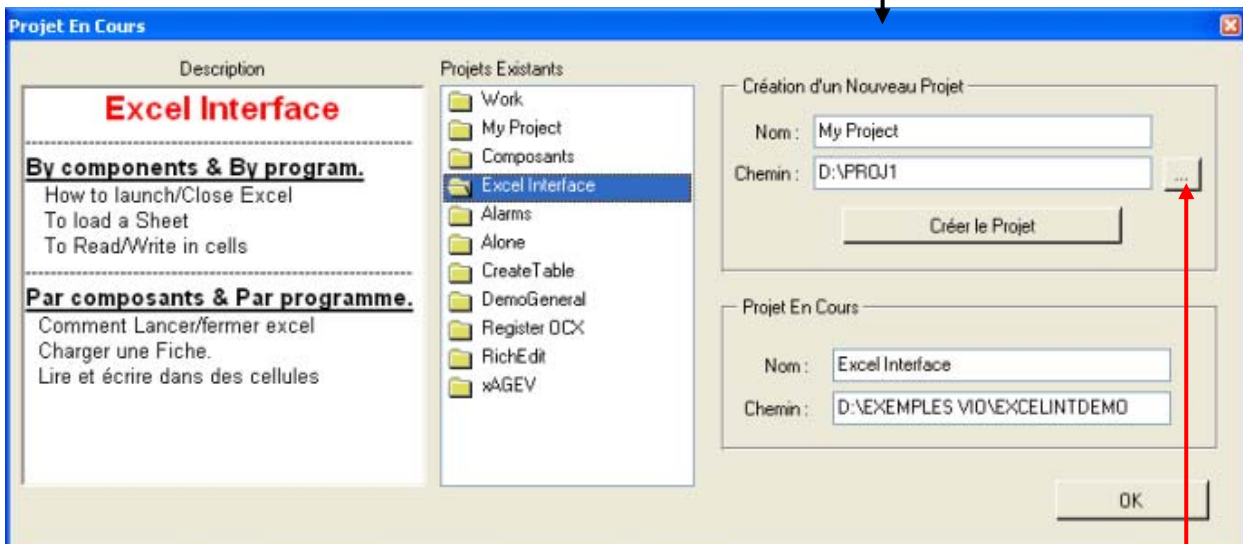 Projet En Cours
Description
Excel Interface
By components & By program.
How to launch/Close Excel
To load a Sheet
To Read/Write in cells
Par composants & Par programme.
Comment Lancer/fermer excel
Charger une Fiche.
Lire et écrire dans des cellules
Projets Existants
Work
My Project
Composants
Excel Interface
Alarms
Alone
CreateTable
DemoGeneral
Register OCX
RichEdit
xAGEV
Création d'un Nouveau Projet
Nom : My Project
Chemin : D:\PROJ1 ...
Créer le Projet
Projet En Cours
Nom : Excel Interface
Chemin : D:\EXEMPLES VIO\EXCELINTDEMO
OK